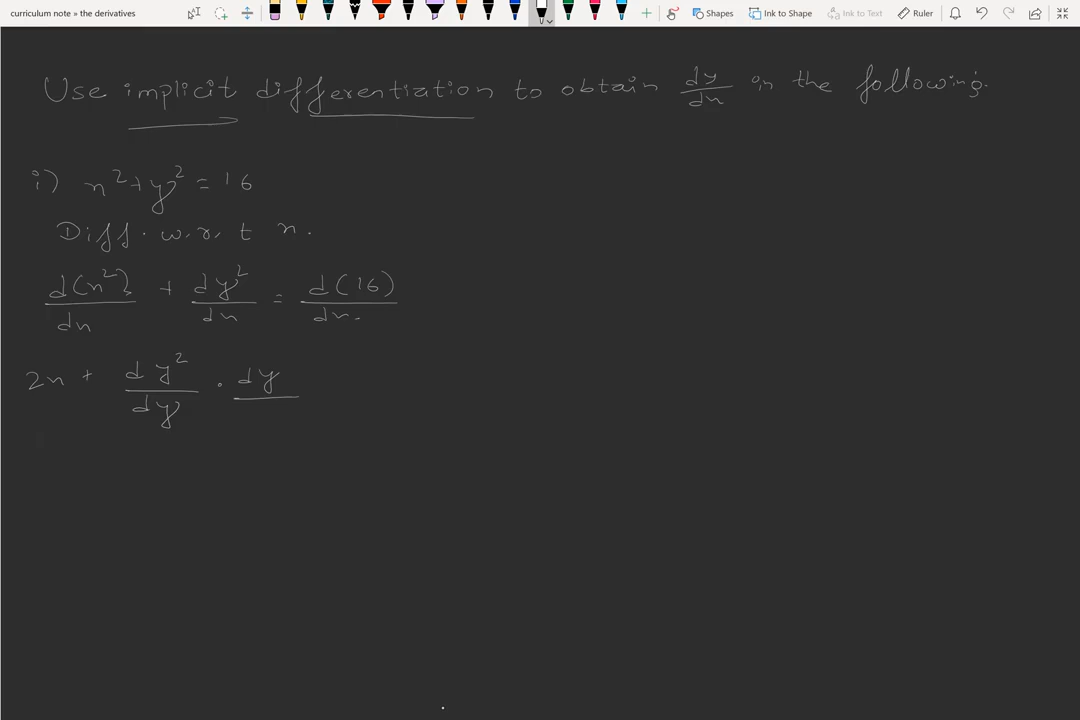 curriculum note » the derivatives
Shapes Ink to Shape Ink to Text Ruler
Use implicit differentiation to obtain dy/dx in the following.
i) x² + y² = 16
Diff. w.r.t x.
d(x²)/dx + dy²/dx = d(16)/dx.
2x + dy²/dy · dy